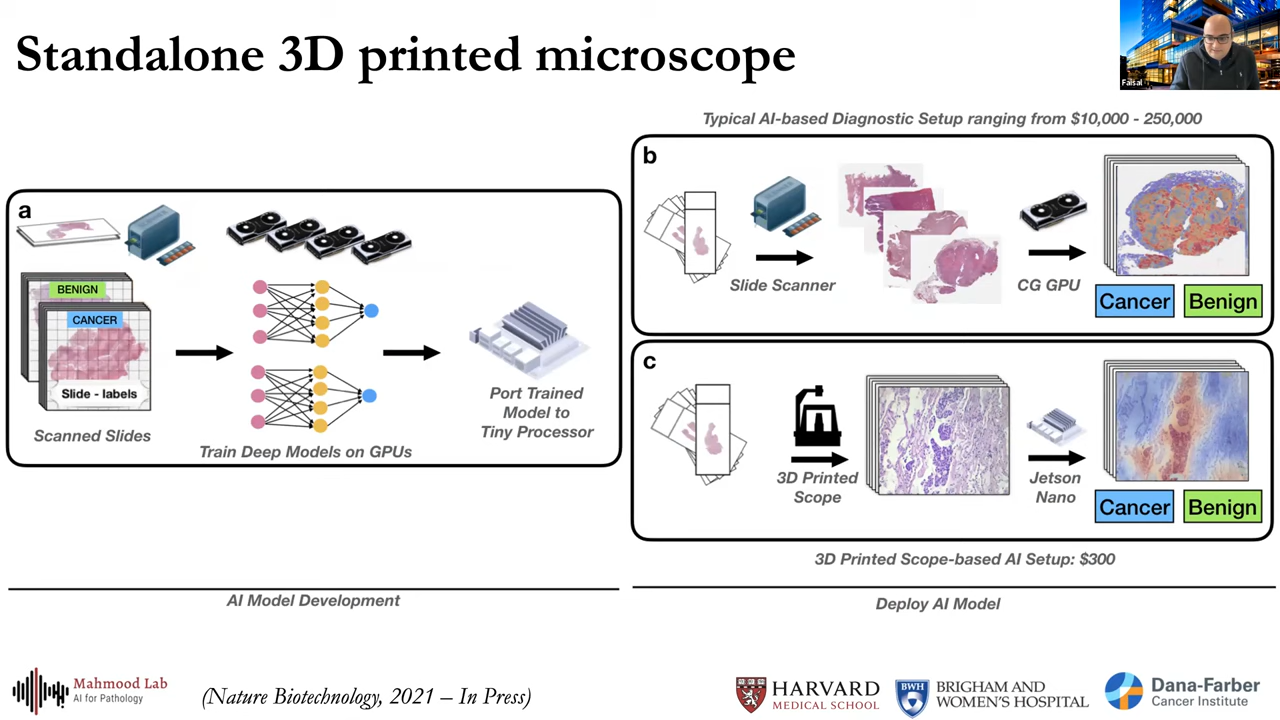 Standalone 3D printed microscope
Faisal
Typical AI-based Diagnostic Setup ranging from $10,000 - 250,000
a
BENIGN
CANCER
Slide - labels
Scanned Slides
Train Deep Models on GPUs
Port Trained
Model to
Tiny Processor
b
Slide Scanner
CG GPU
Cancer
Benign
c
3D Printed
Scope
Jetson
Nano
Cancer
Benign
3D Printed Scope-based AI Setup: $300
AI Model Development
Deploy AI Model
Mahmood Lab
AI for Pathology
(Nature Biotechnology, 2021 – In Press)
HARVARD
MEDICAL SCHOOL
BWH
BRIGHAM AND
WOMEN'S HOSPITAL
Dana-Farber
Cancer Institute